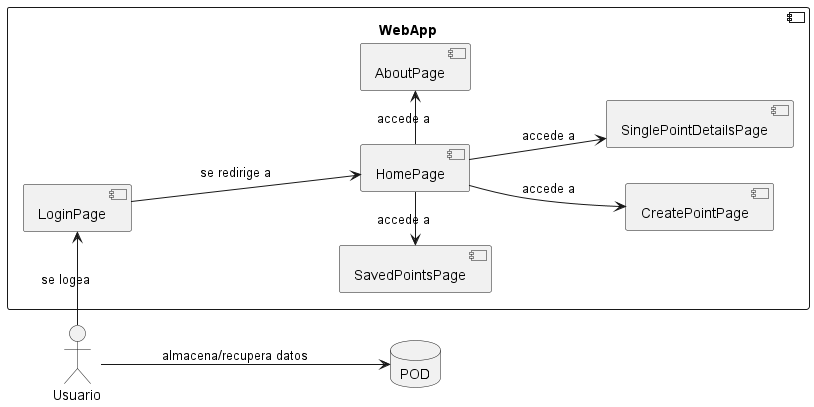 WebApp
AboutPage
accede a
SinglePointDetailsPage
accede a
HomePage
se redirige a
accede a
LoginPage
CreatePointPage
accede a
SavedPointsPage
se logea
Usuario
almacena/recupera datos
POD